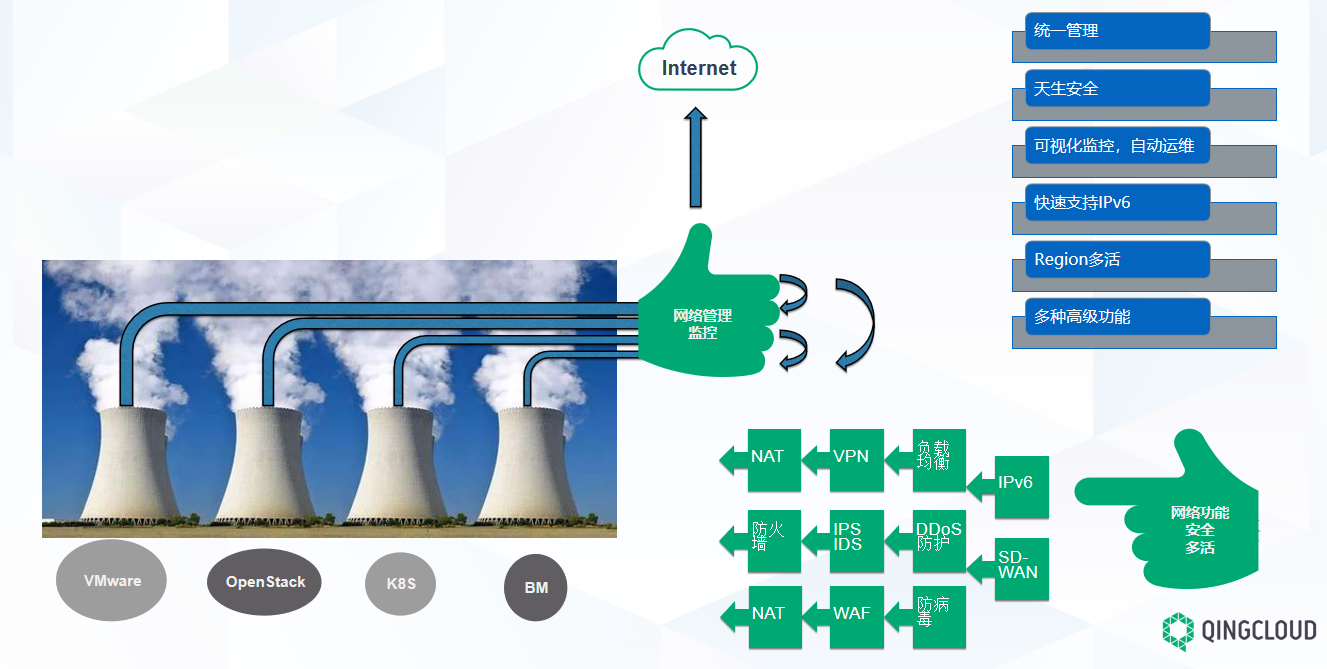 Internet
统一管理
天生安全
可视化监控，自动运维
快速支持IPv6
Region多活
多种高级功能
网络管理
监控
VMware
OpenStack
K8S
BM
NAT
VPN
负载
均衡
IPv6
防火
墙
IPS
IDS
DDoS
防护
SD-
WAN
NAT
WAF
防病
毒
网络功能
安全
多活
QINGCLOUD